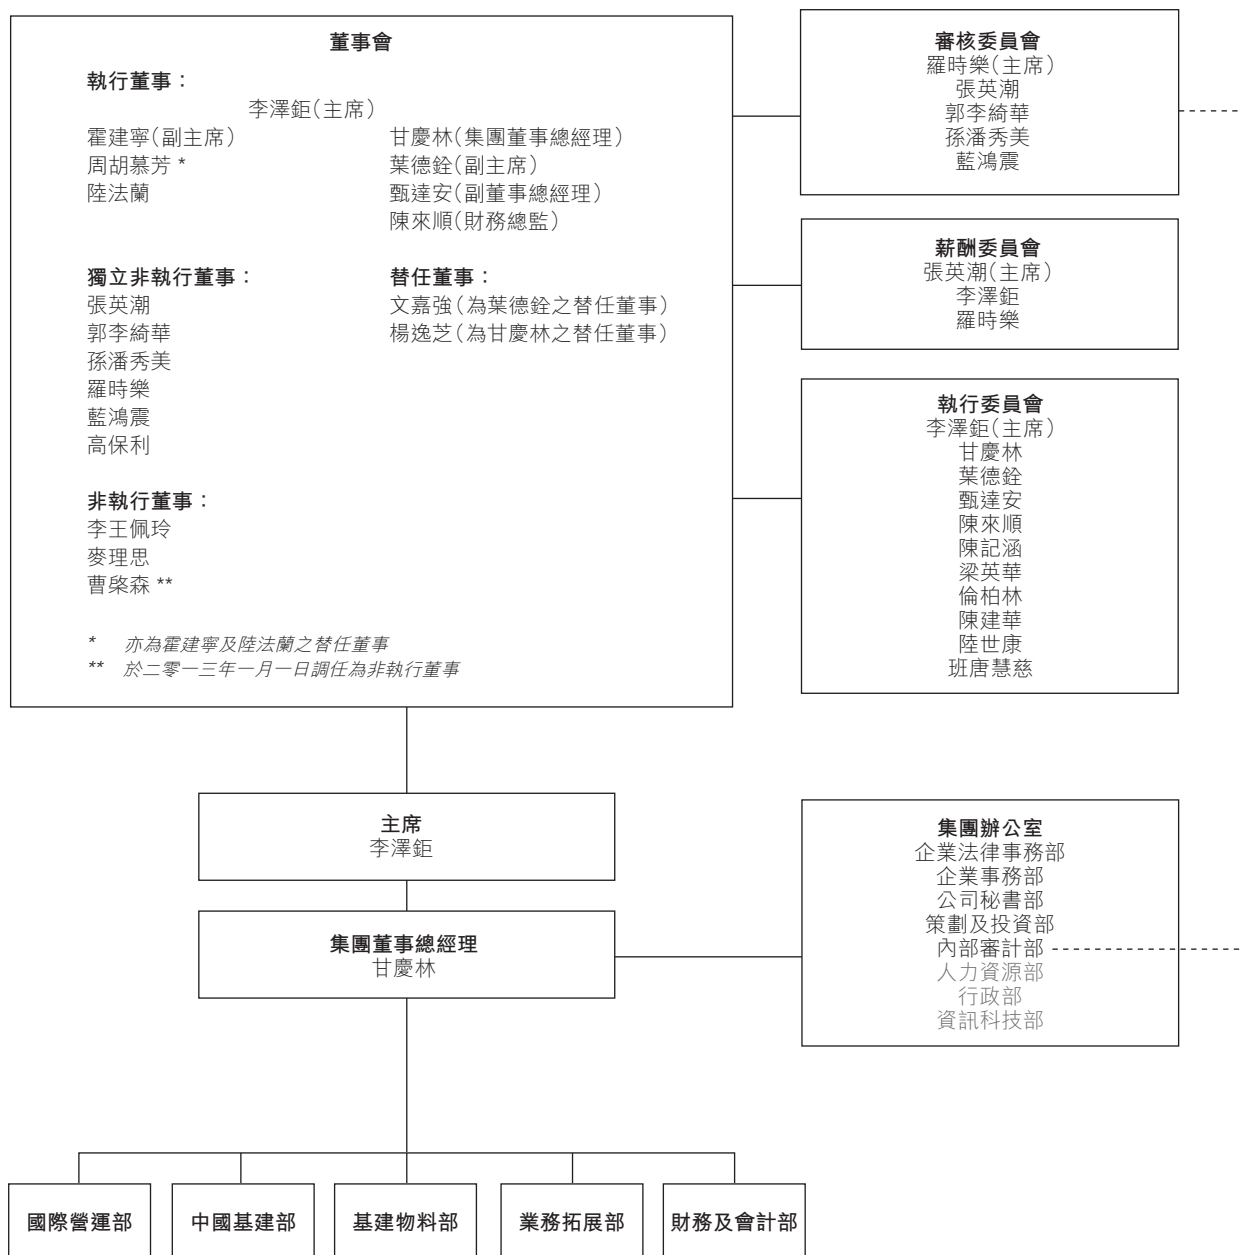 董事會
執行董事：
李澤鉅（主席）
霍建寧（副主席）
甘慶林（集團董事總經理）
周胡慕芳 *
葉德銓（副主席）
陸法蘭
甄達安（副董事總經理）
陳來順（財務總監）
獨立非執行董事：
替任董事：
張英潮
文嘉強（為葉德銓之替任董事）
郭李綺華
楊逸芝（為甘慶林之替任董事）
孫潘秀美
羅時樂
藍鴻震
高保利
非執行董事：
李王佩玲
麥理思
曹棨森 **
* 亦為霍建寧及陸法蘭之替任董事
** 於二零一三年一月一日調任為非執行董事
審核委員會
羅時樂（主席）
張英潮
郭李綺華
孫潘秀美
藍鴻震
薪酬委員會
張英潮（主席）
李澤鉅
羅時樂
執行委員會
李澤鉅（主席）
甘慶林
葉德銓
甄達安
陳來順
陳記涵
梁英華
倫柏林
陳建華
陸世康
班唐慧慈
主席
李澤鉅
集團董事總經理
甘慶林
集團辦公室
企業法律事務部
企業事務部
公司秘書部
策劃及投資部
內部審計部
人力資源部
行政部
資訊科技部
國際營運部
中國基建部
基建物料部
業務拓展部
財務及會計部